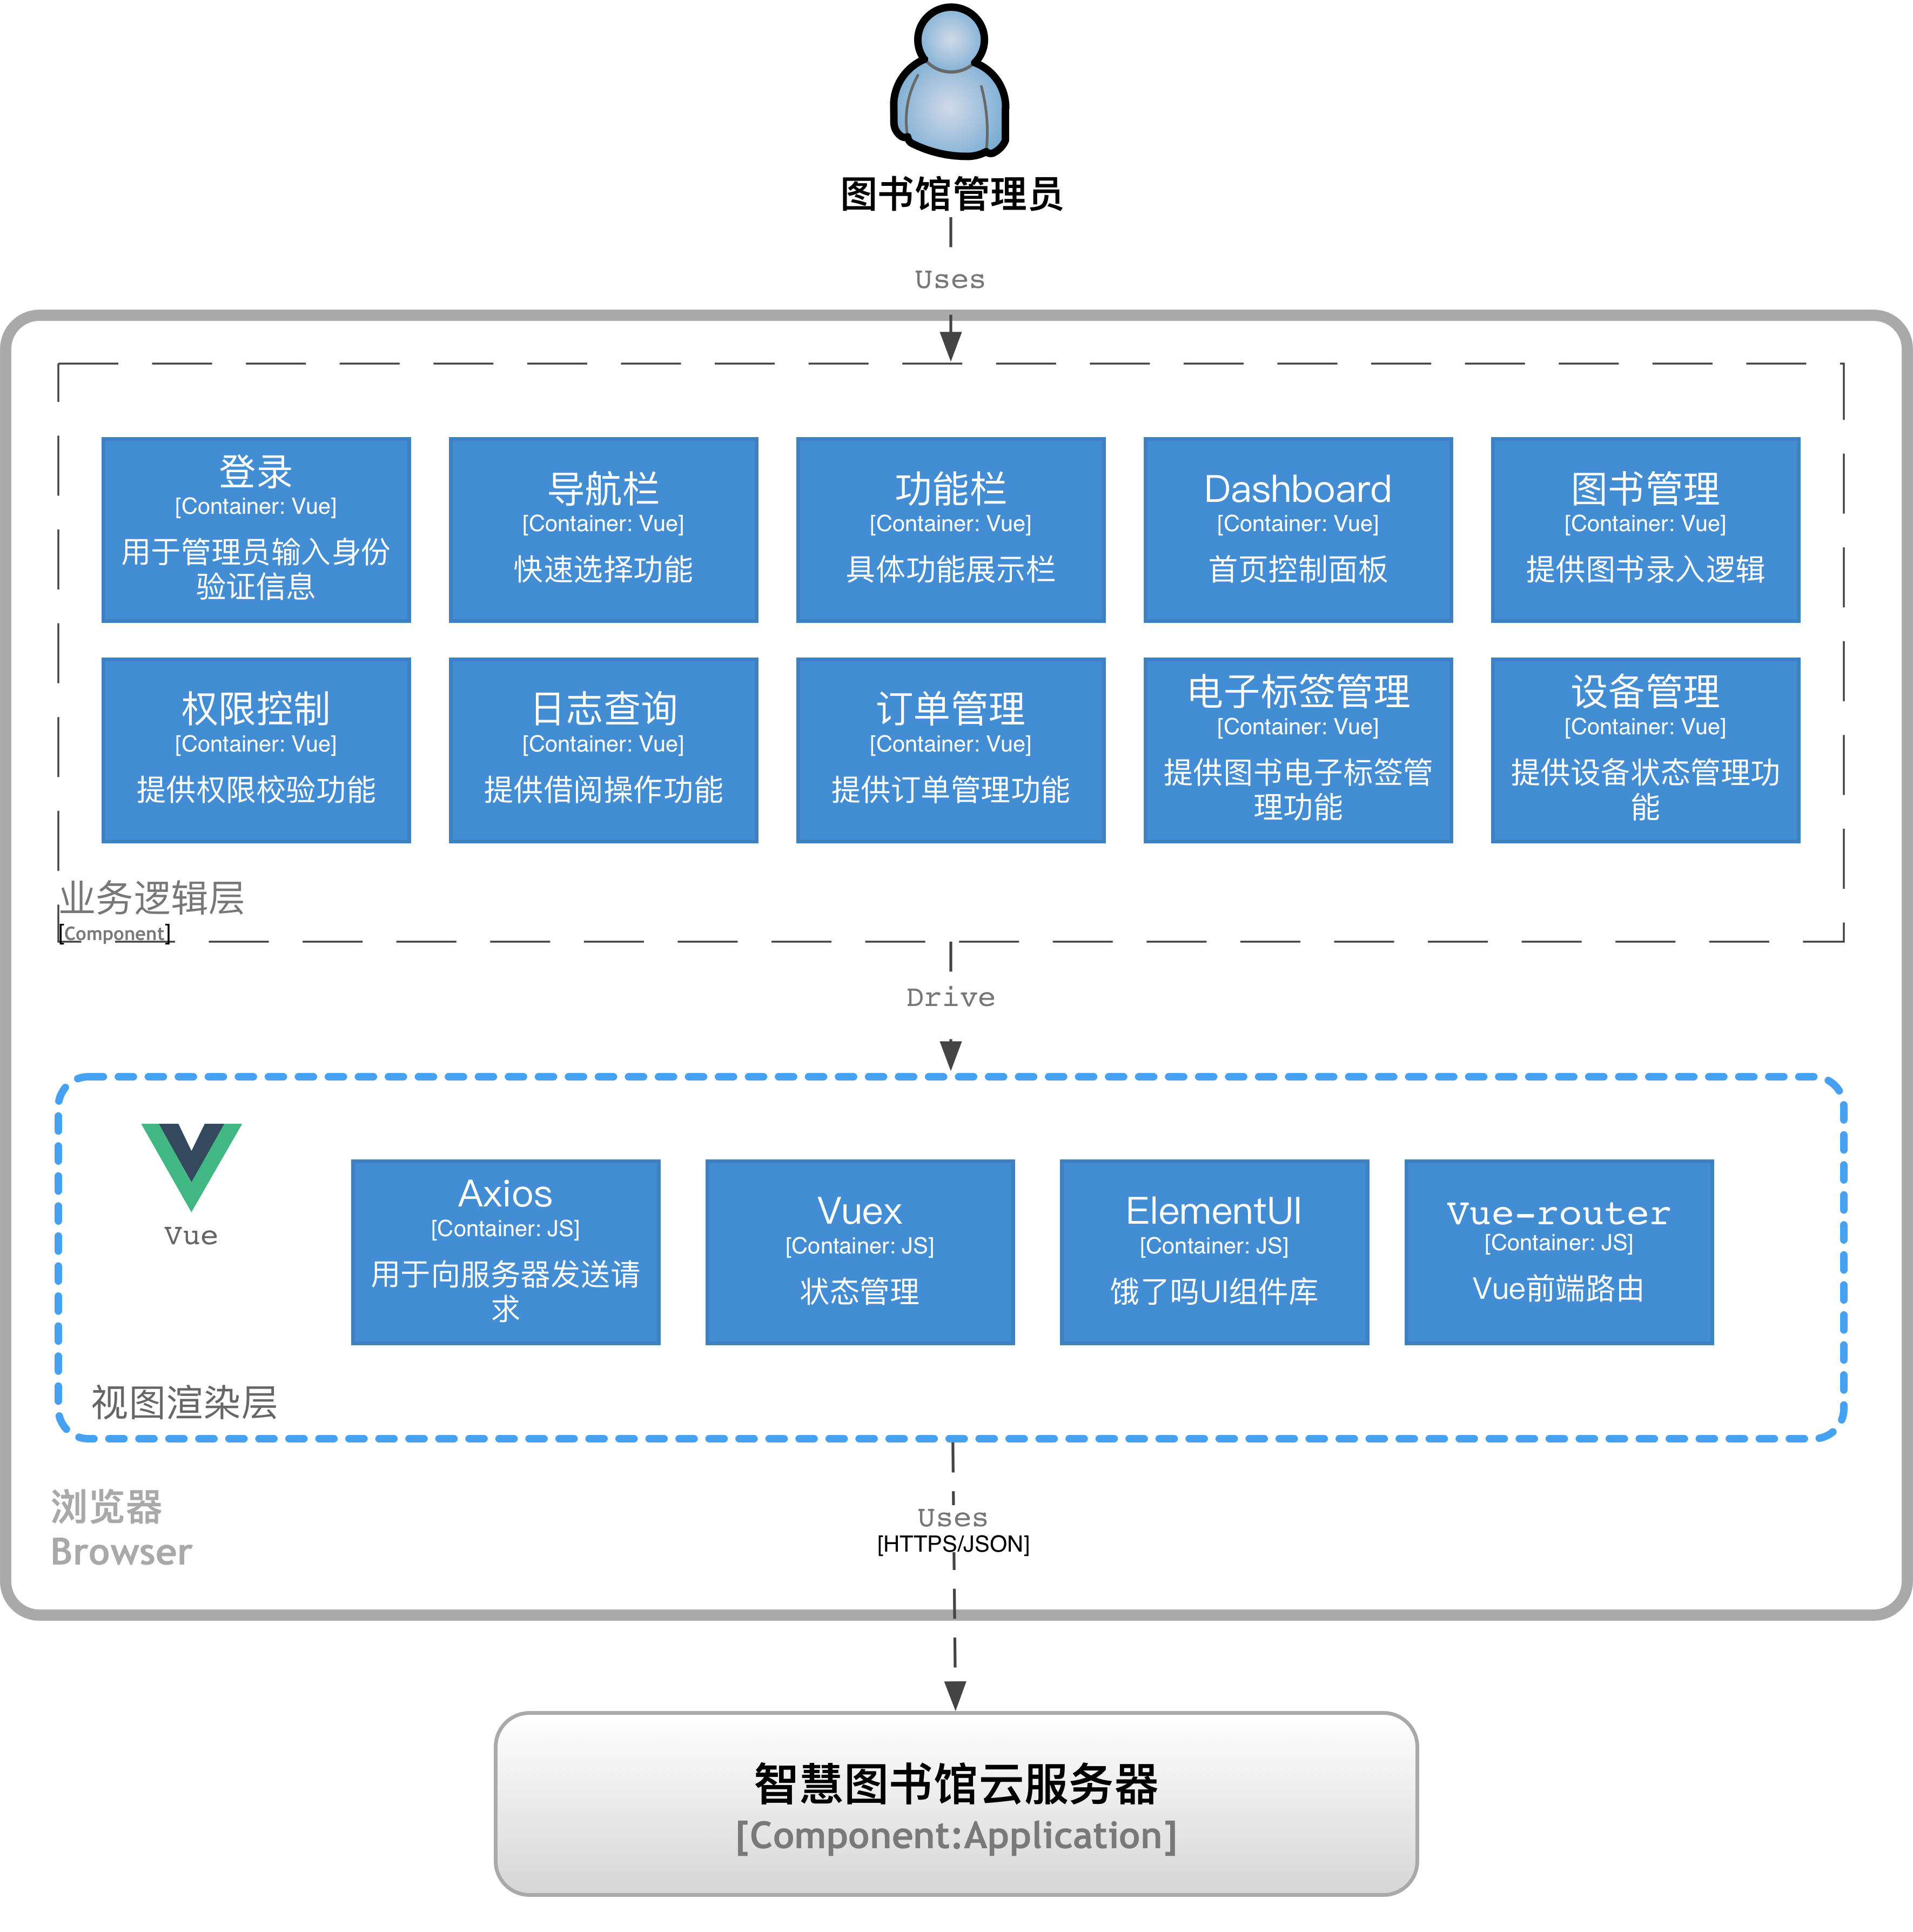 图书馆管理员
Uses
登录
[Container: Vue]
用于管理员输入身份
验证信息
导航栏
[Container: Vue]
快速选择功能
功能栏
[Container: Vue]
具体功能展示栏
Dashboard
[Container: Vue]
首页控制面板
图书管理
[Container: Vue]
提供图书录入逻辑
权限控制
[Container: Vue]
提供权限校验功能
日志查询
[Container: Vue]
提供借阅操作功能
订单管理
[Container: Vue]
提供订单管理功能
电子标签管理
[Container: Vue]
提供图书电子标签管
理功能
设备管理
[Container: Vue]
提供设备状态管理功
能
业务逻辑层
[Component]
Drive
Vue
Axios
[Container: JS]
用于向服务器发送请
求
Vuex
[Container: JS]
状态管理
ElementUI
[Container: JS]
饿了吗UI组件库
Vue-router
[Container: JS]
Vue前端路由
视图渲染层
浏览器
Browser
Uses
[HTTPS/JSON]
智慧图书馆云服务器
[Component:Application]